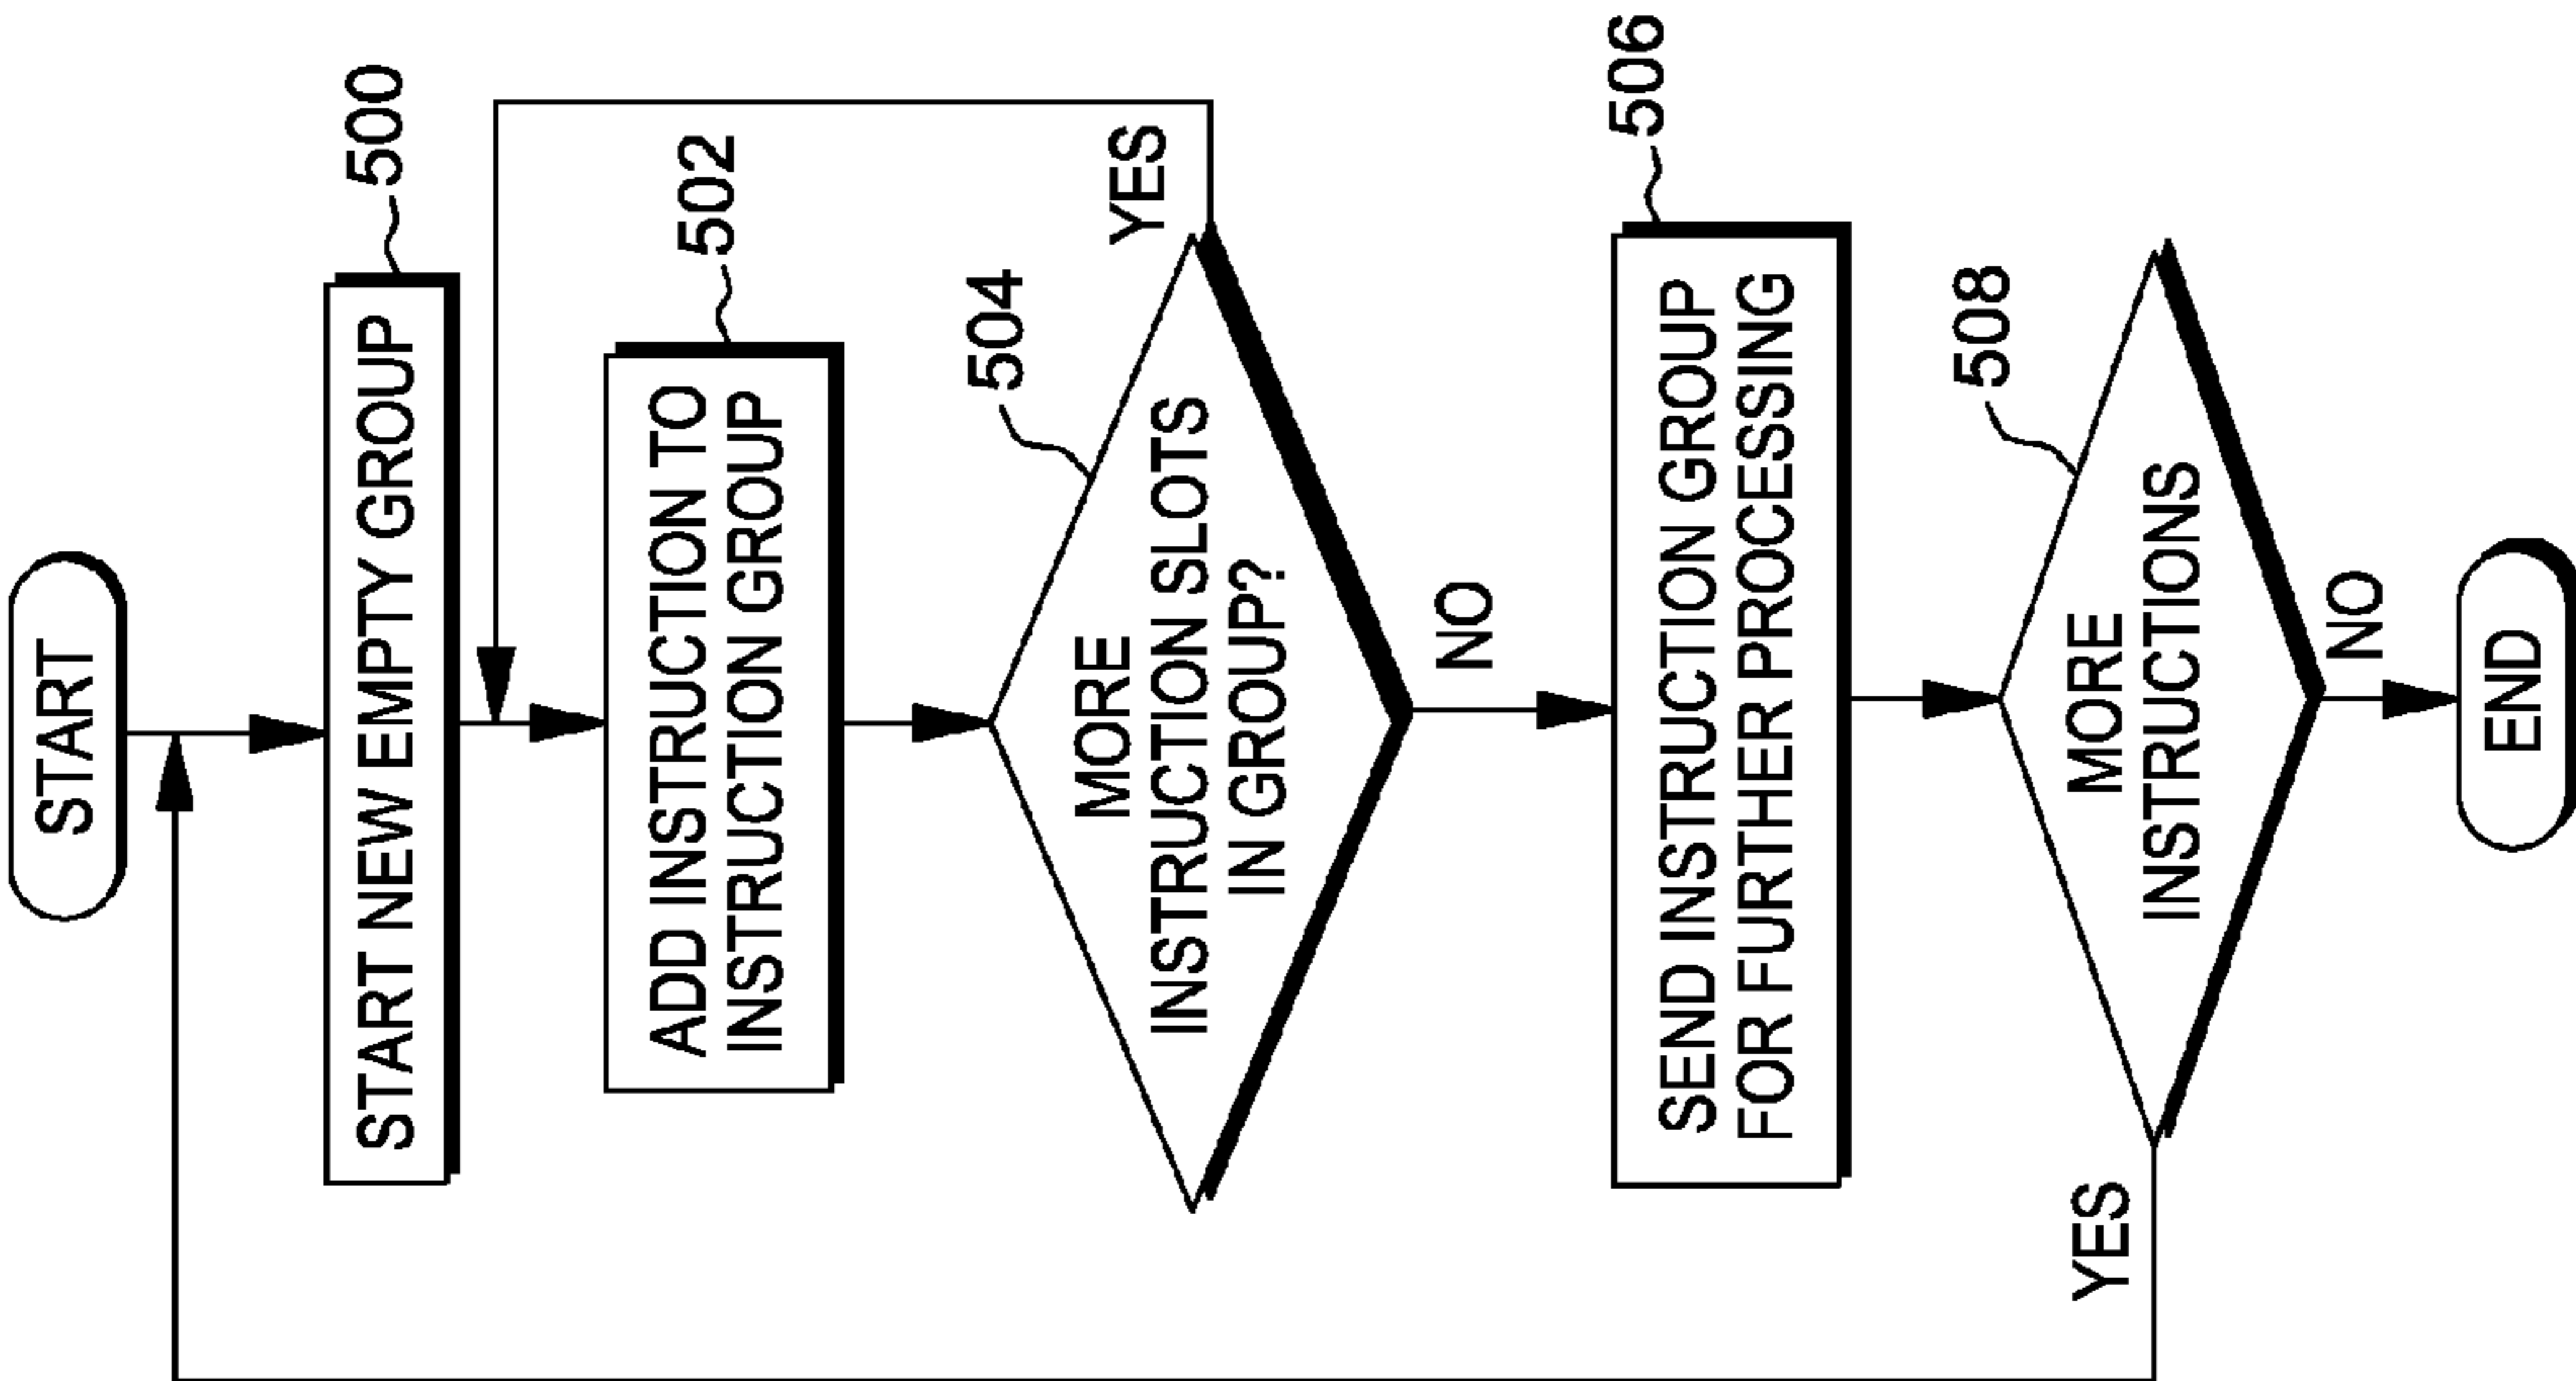 START
500
START NEW EMPTY GROUP
502
ADD INSTRUCTION TO
INSTRUCTION GROUP
504
MORE
INSTRUCTION SLOTS
IN GROUP?
YES
NO
506
SEND INSTRUCTION GROUP
FOR FURTHER PROCESSING
508
MORE
INSTRUCTIONS
YES
NO
END